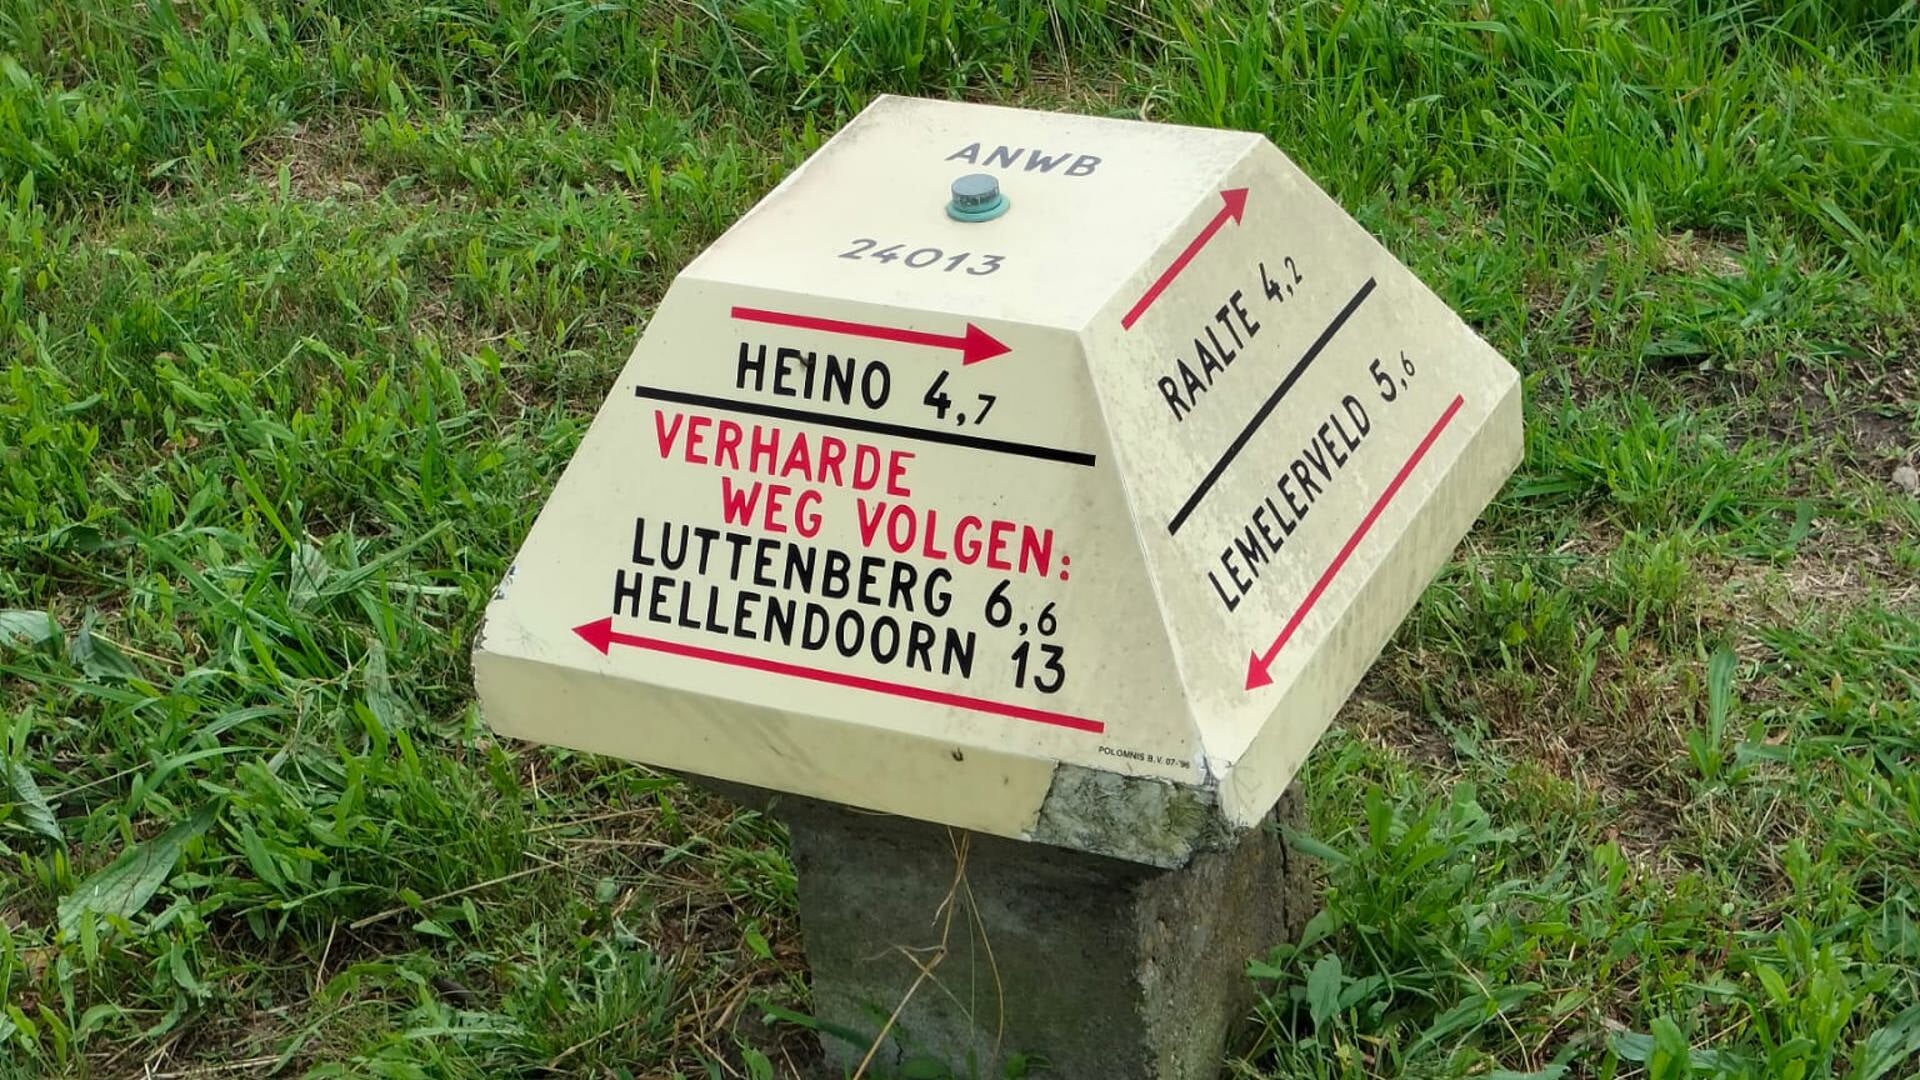 ANWB
24013
HEINO 4,7
VERHARDE
WEG VOLGEN:
LUTTENBERG 6,6
HELLENDOORN 13
POLOMNIS B.V. 07-'96
RAALTE 4,2
LEMELERVELD 5,6